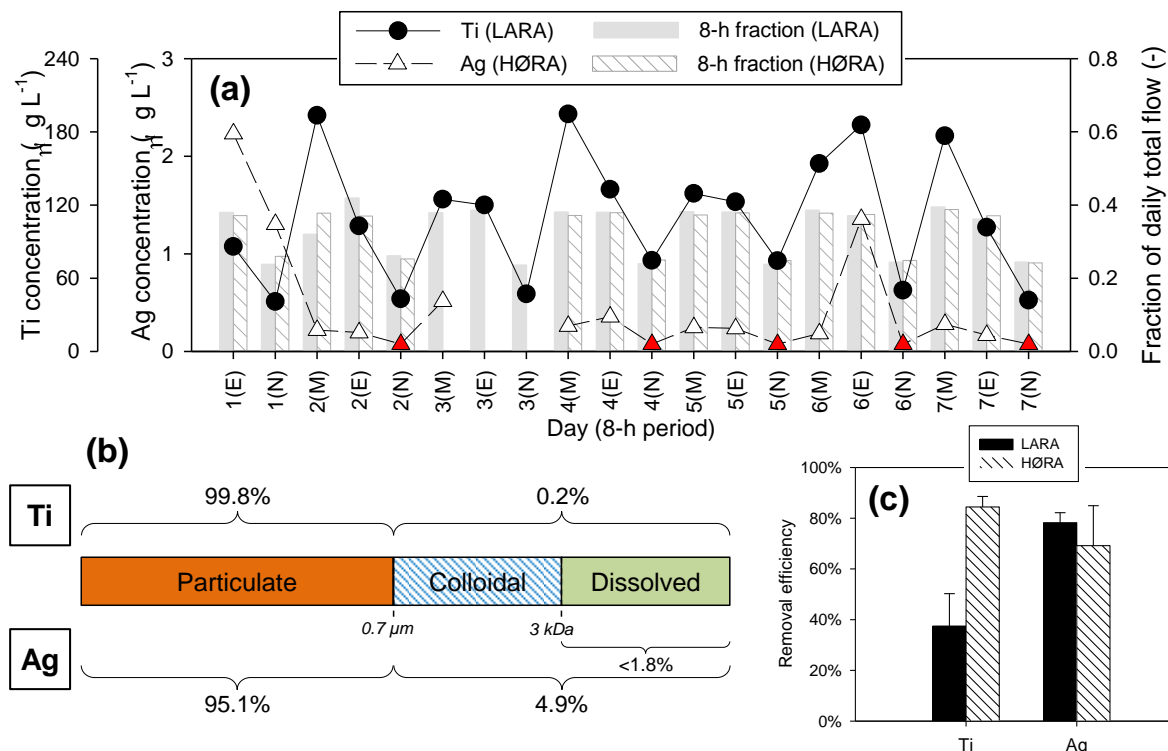 Ti (LARA)
8-h fraction (LARA)
Ag (HØRA)
8-h fraction (HØRA)
(a)
240
180
120
60
0
Ti concentration ( g L-1)
3
2
1
0
Ag concentration ( g L-1)
0.8
0.6
0.4
0.2
0.0
Fraction of daily total flow (-)
1(E)
1(N)
2(M)
2(E)
2(N)
3(M)
3(E)
3(N)
4(M)
4(E)
4(N)
5(M)
5(E)
5(N)
6(M)
6(E)
6(N)
7(M)
7(E)
7(N)
Day (8-h period)
(b)
Ti
99.8%
0.2%
Particulate
Colloidal
Dissolved
0.7 µm
3 kDa
<1.8%
Ag
95.1%
4.9%
LARA
HØRA
(c)
100%
80%
60%
40%
20%
0%
Removal efficiency
Ti
Ag